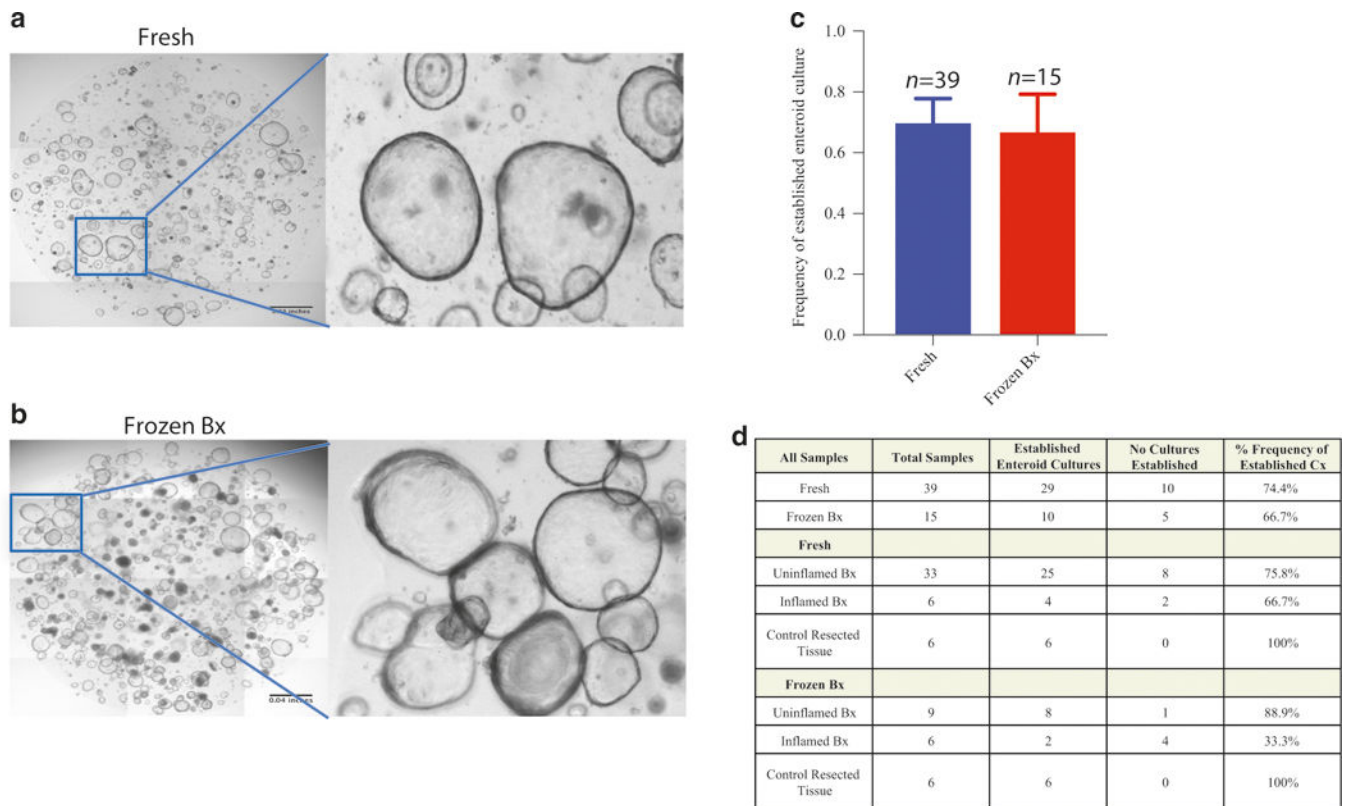 a
Fresh
0.04 inches
b
Frozen Bx
0.04 inches
c
Frequency of established enteroid culture
1.0
0.8
0.6
0.4
0.2
0.0
n=39
n=15
Fresh
Frozen Bx
d
All Samples Total Samples Established Enteroid Cultures No Cultures Established % Frequency of Established Cx
Fresh 39 29 10 74.4%
Frozen Bx 15 10 5 66.7%
Fresh
Uninflamed Bx 33 25 8 75.8%
Inflamed Bx 6 4 2 66.7%
Control Resected Tissue 6 6 0 100%
Frozen Bx
Uninflamed Bx 9 8 1 88.9%
Inflamed Bx 6 2 4 33.3%
Control Resected Tissue 6 6 0 100%